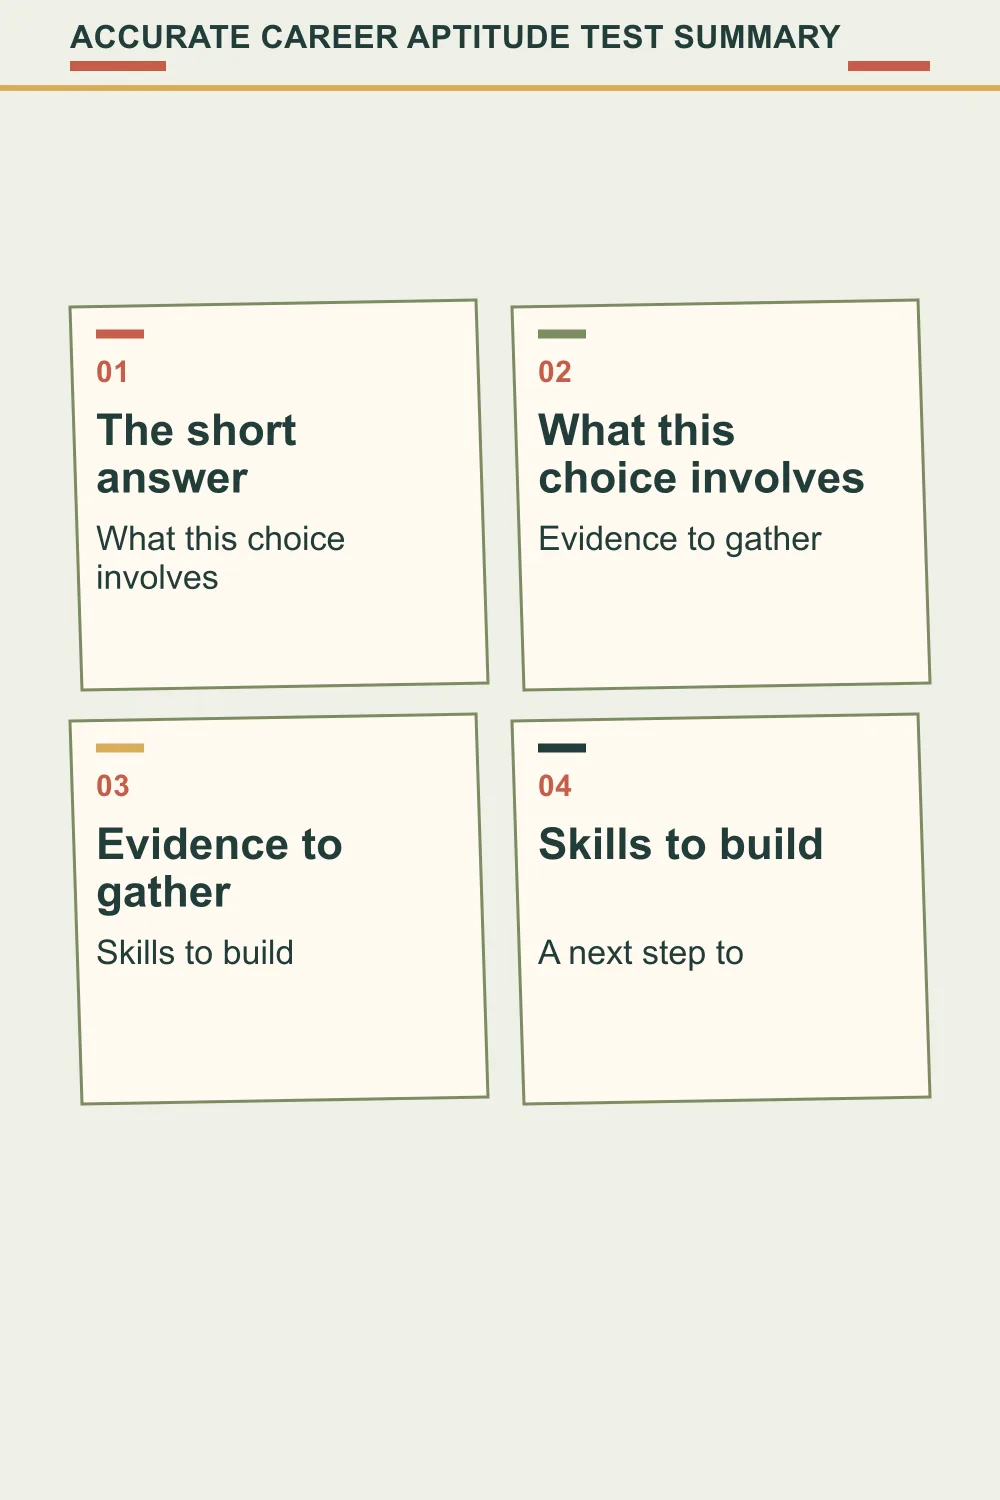 ACCURATE CAREER APTITUDE TEST SUMMARY
01
The short
answer
What this choice
involves
02
What this
choice involves
Evidence to gather
03
Evidence to
gather
Skills to build
04
Skills to build
A next step to